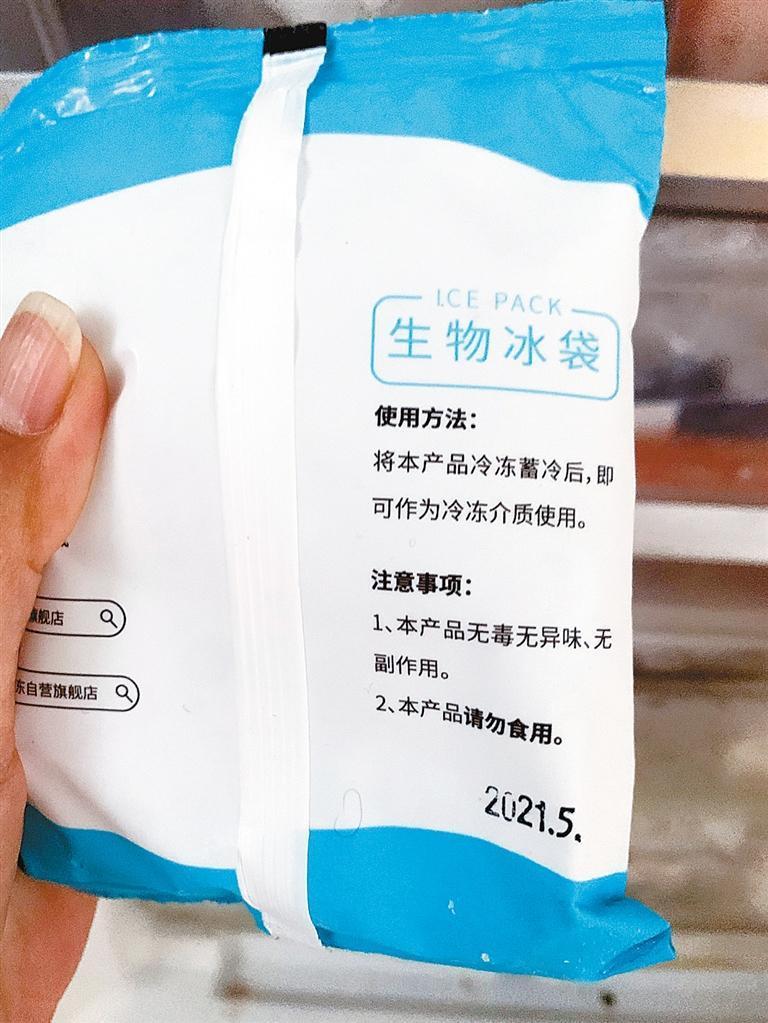 ICE PACK
生物冰袋
使用方法：
将本产品冷冻蓄冷后，即
可作为冷冻介质使用。
注意事项：
1、本产品无毒无异味、无
副作用。
2、本产品请勿食用。
2021.5.
旗舰店
东自营旗舰店